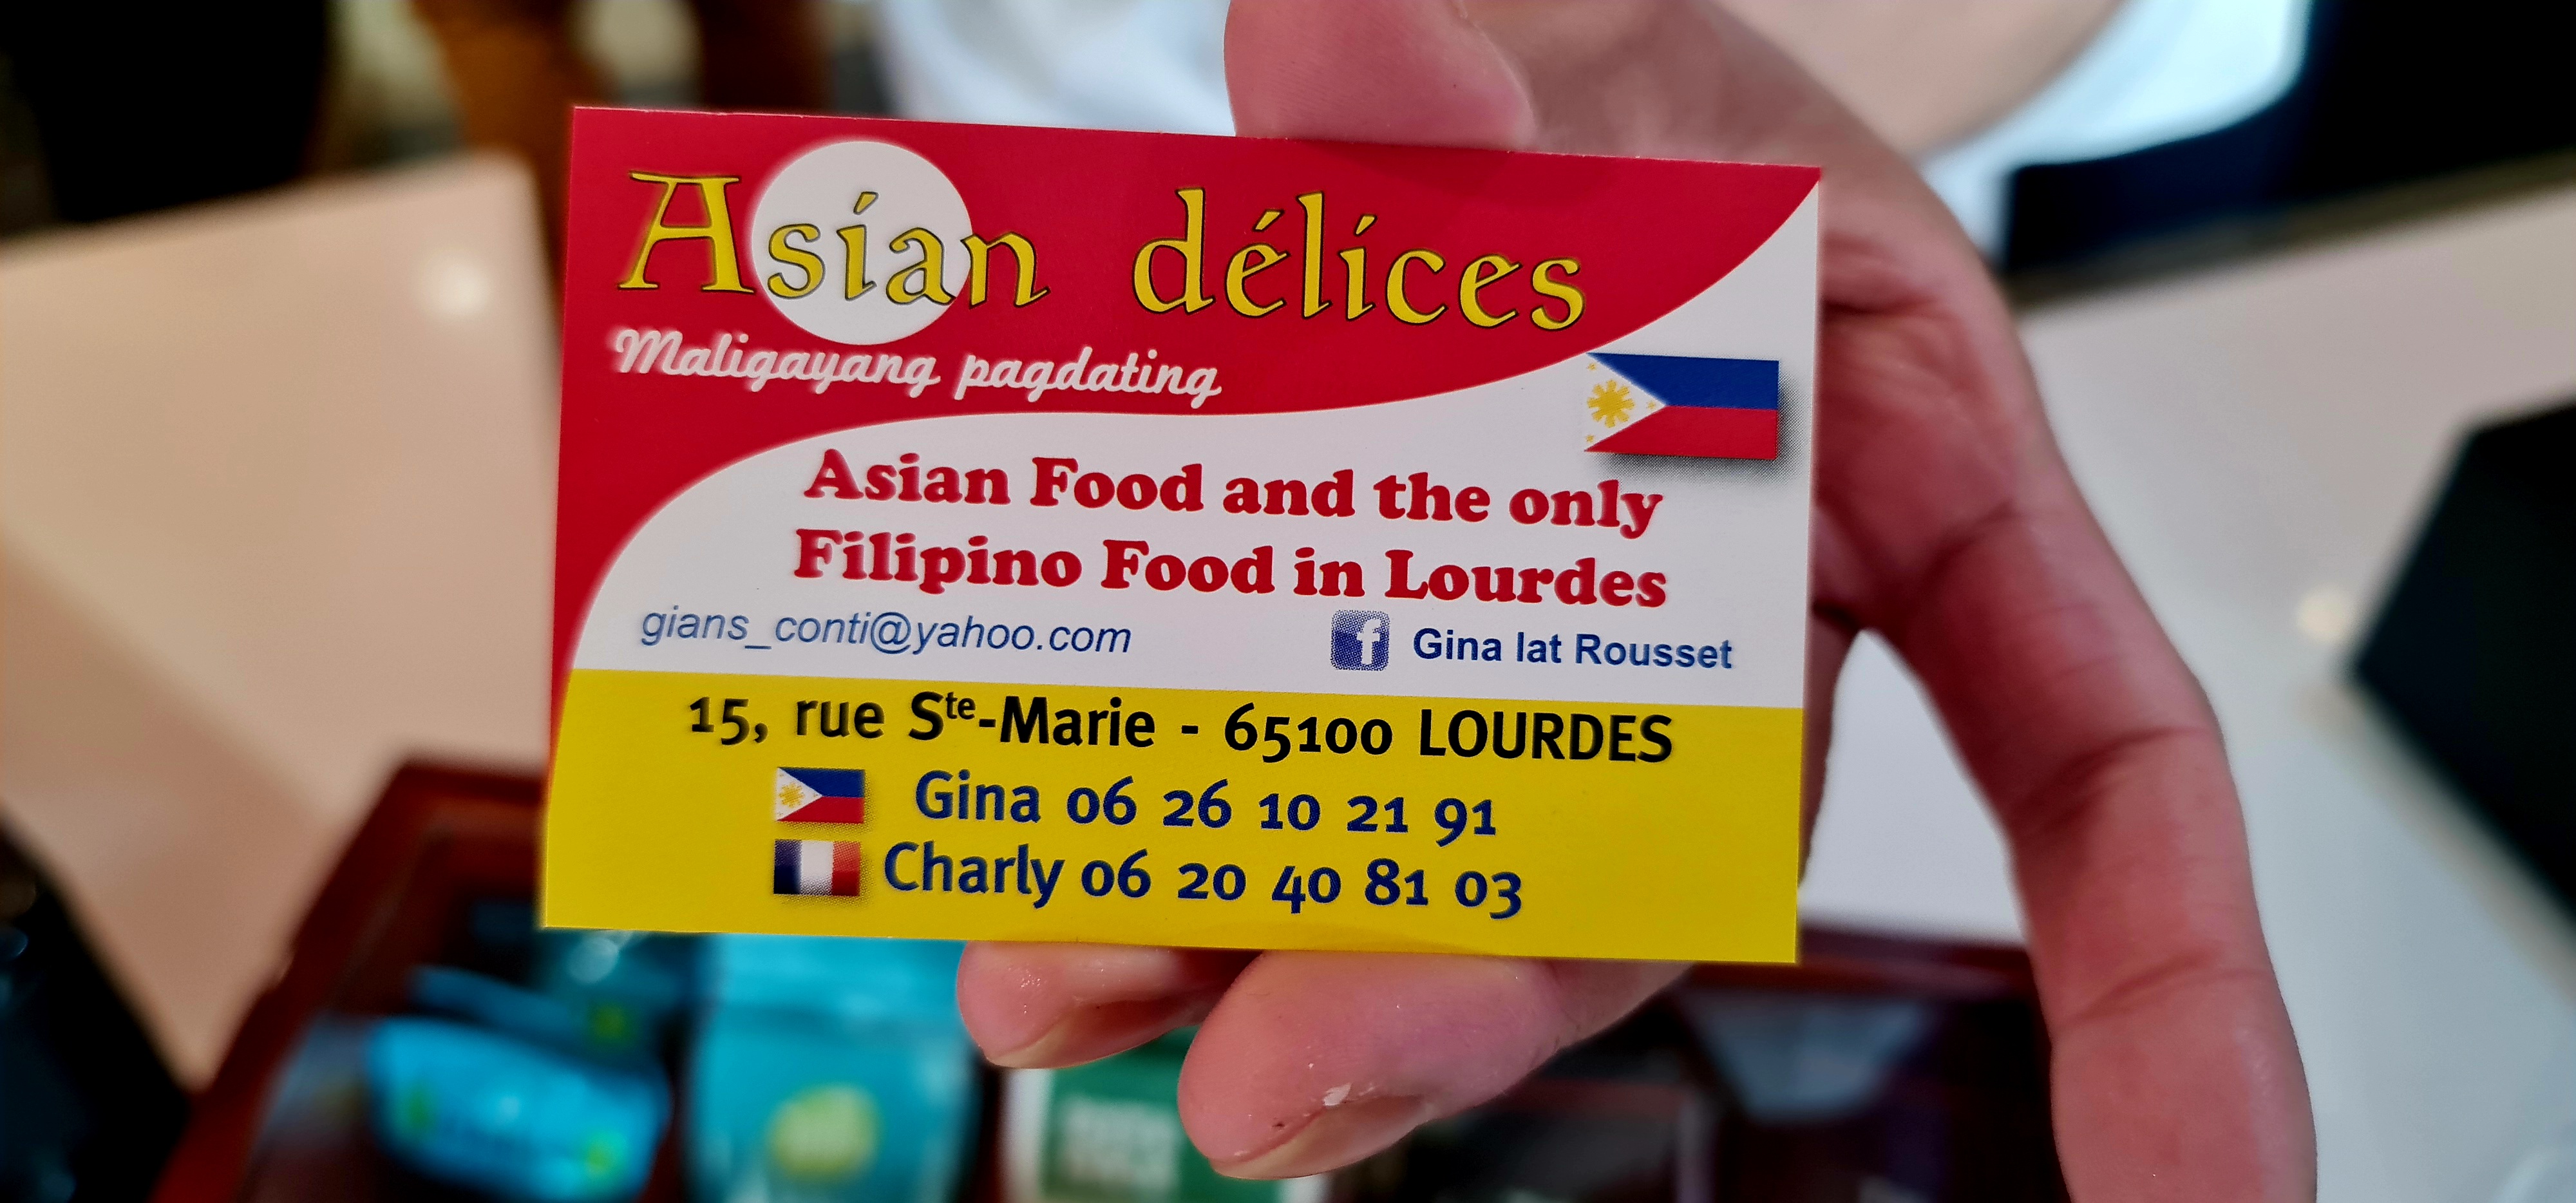 Asian délices
Maligayang pagdating
Asian Food and the only
Filipino Food in Lourdes
gians_conti@yahoo.com
f Gina lat Rousset
15, rue Ste-Marie - 65100 LOURDES
Gina 06 26 10 21 91
Charly 06 20 40 81 03